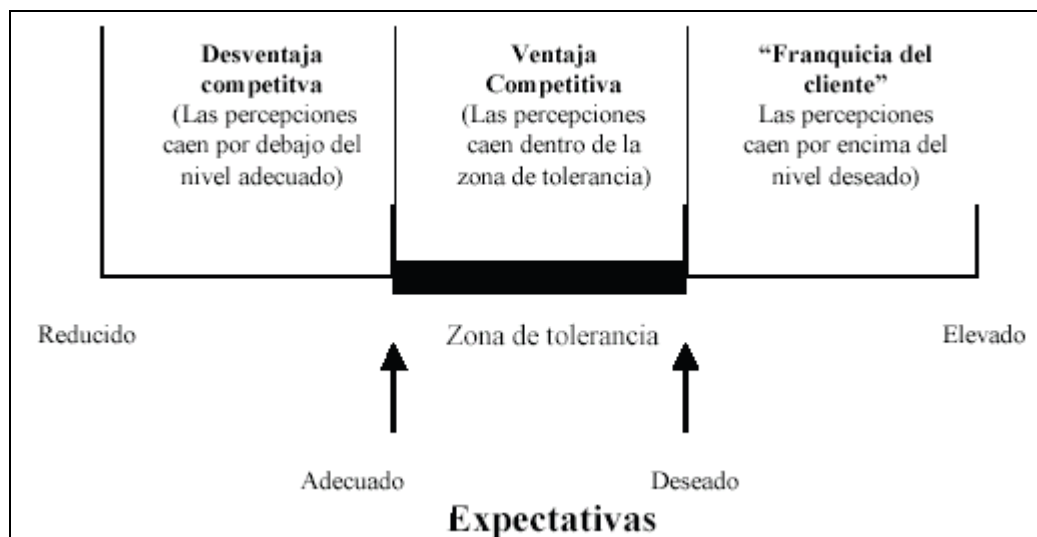 Desventaja
competitva
(Las percepciones
caen por debajo del
nivel adecuado)
Ventaja
Competitiva
(Las percepciones
caen dentro de la
zona de tolerancia)
“Franquicia del
cliente”
Las percepciones
caen por encima del
nivel deseado)
Reducido
Zona de tolerancia
Elevado
Adecuado
Deseado
Expectativas